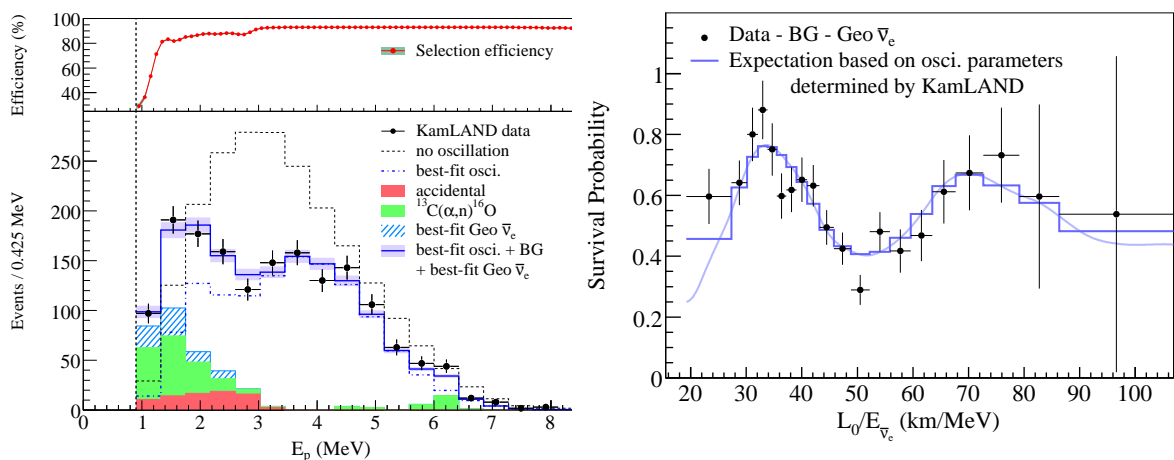 Efficiency (%)
100
80
60
40
Selection efficiency
Events / 0.425 MeV
250
200
150
100
50
0
KamLAND data
no oscillation
best-fit osci.
accidental
¹³C(α,n)¹⁶O
best-fit Geo ν̅ₑ
best-fit osci. + BG
+ best-fit Geo ν̅ₑ
0 1 2 3 4 5 6 7 8
Eₚ (MeV)
Survival Probability
1
0.8
0.6
0.4
0.2
0
Data - BG - Geo ν̅ₑ
Expectation based on osci. parameters
determined by KamLAND
20 30 40 50 60 70 80 90 100
L₀/E_ν̅ₑ (km/MeV)